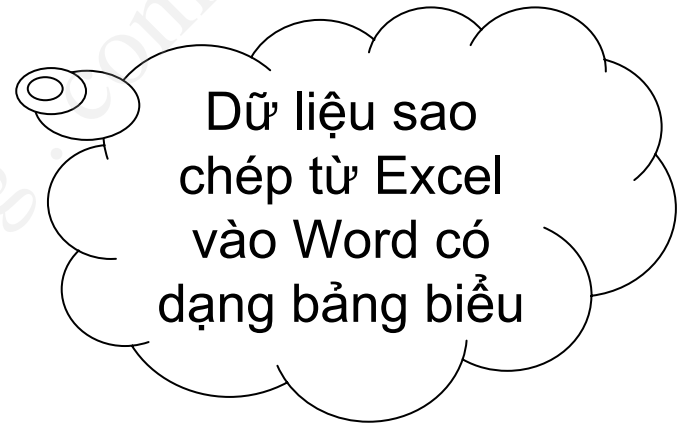 Dữ liệu sao
chép từ Excel
vào Word có
dạng bảng biểu